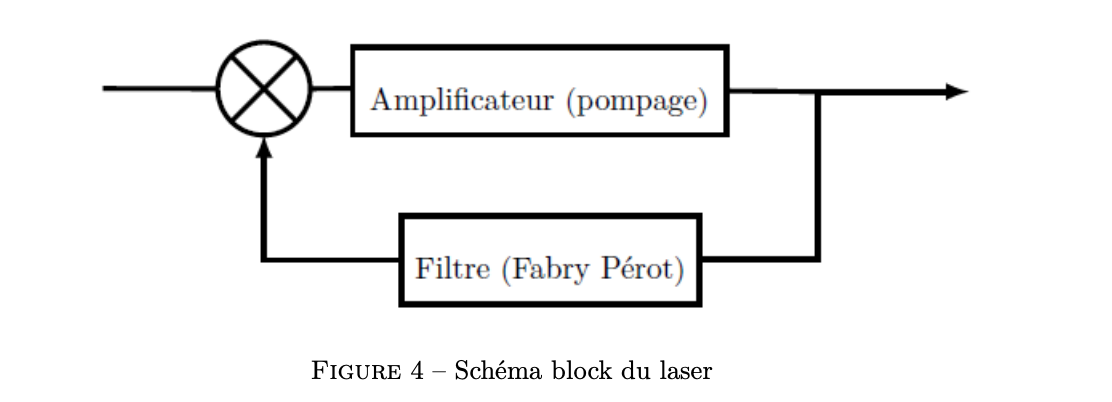 Amplificateur (pompage)
Filtre (Fabry Pérot)
FIGURE 4 – Schéma block du laser